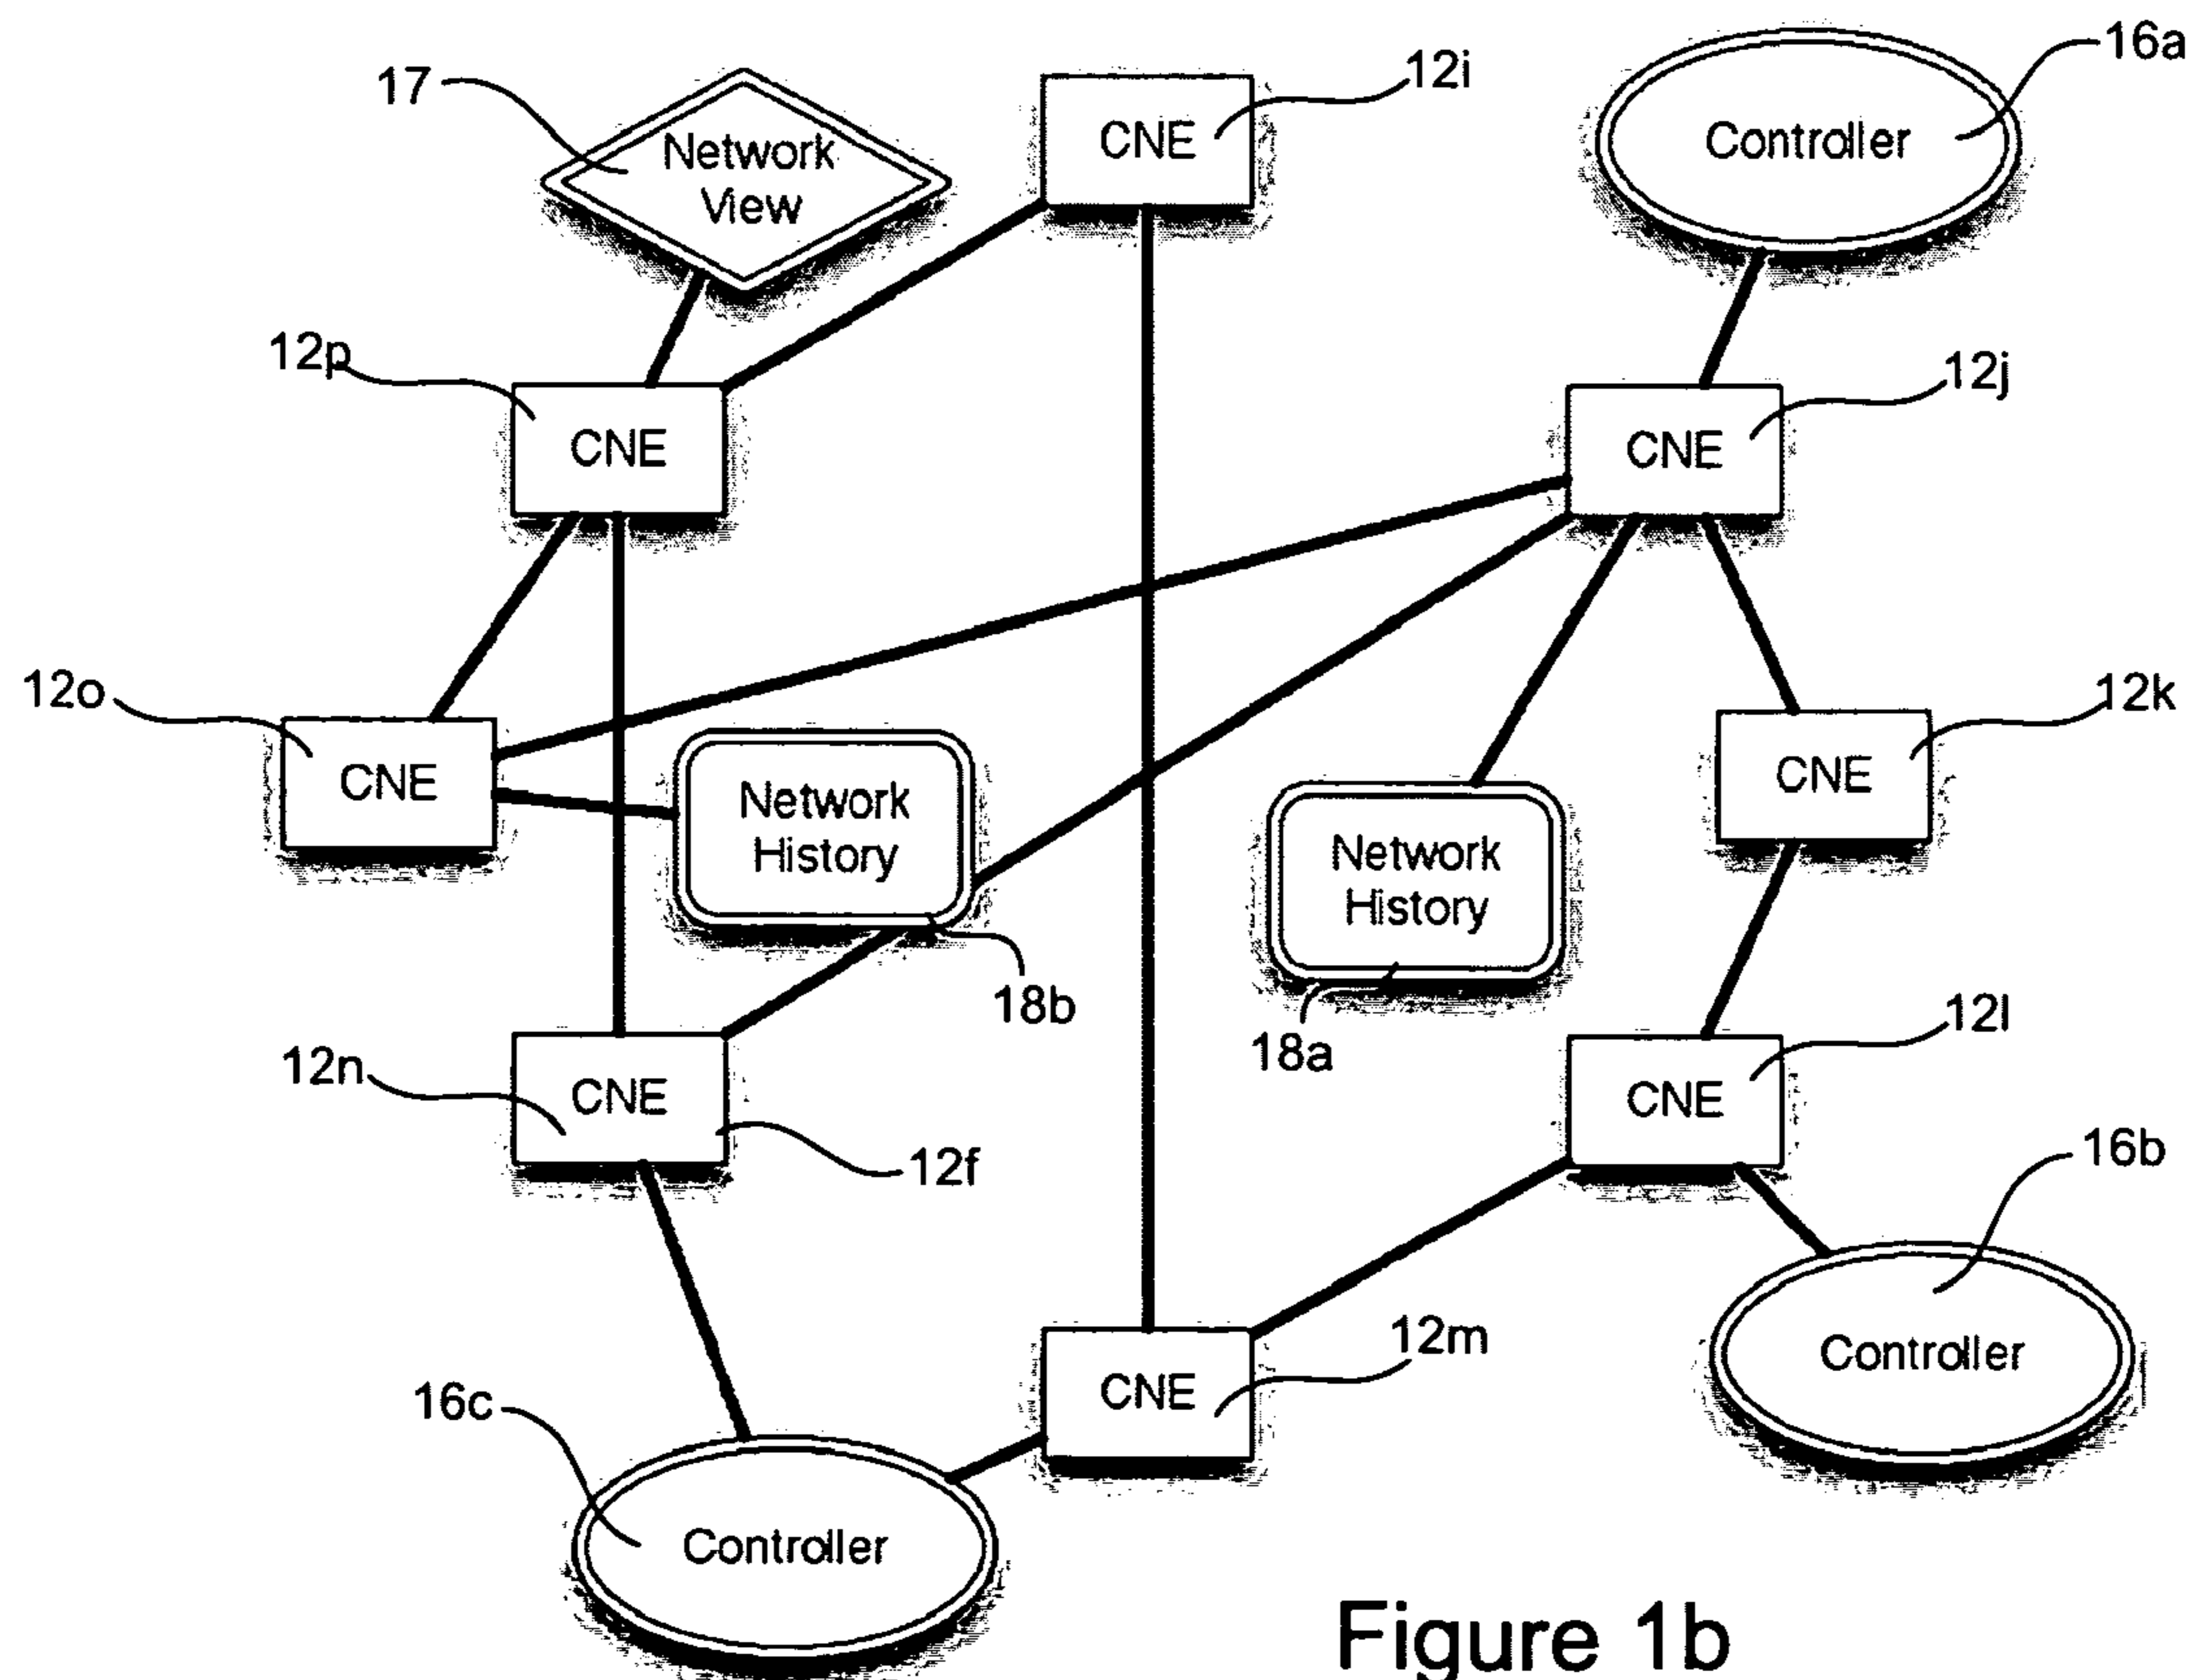 17
Network
View
12i
CNE
16a
Controller
12p
CNE
12j
CNE
12o
CNE
Network
History
18b
Network
History
18a
12k
CNE
12n
CNE
12f
12l
CNE
16b
Controller
12m
CNE
16c
Controller
Figure 1b